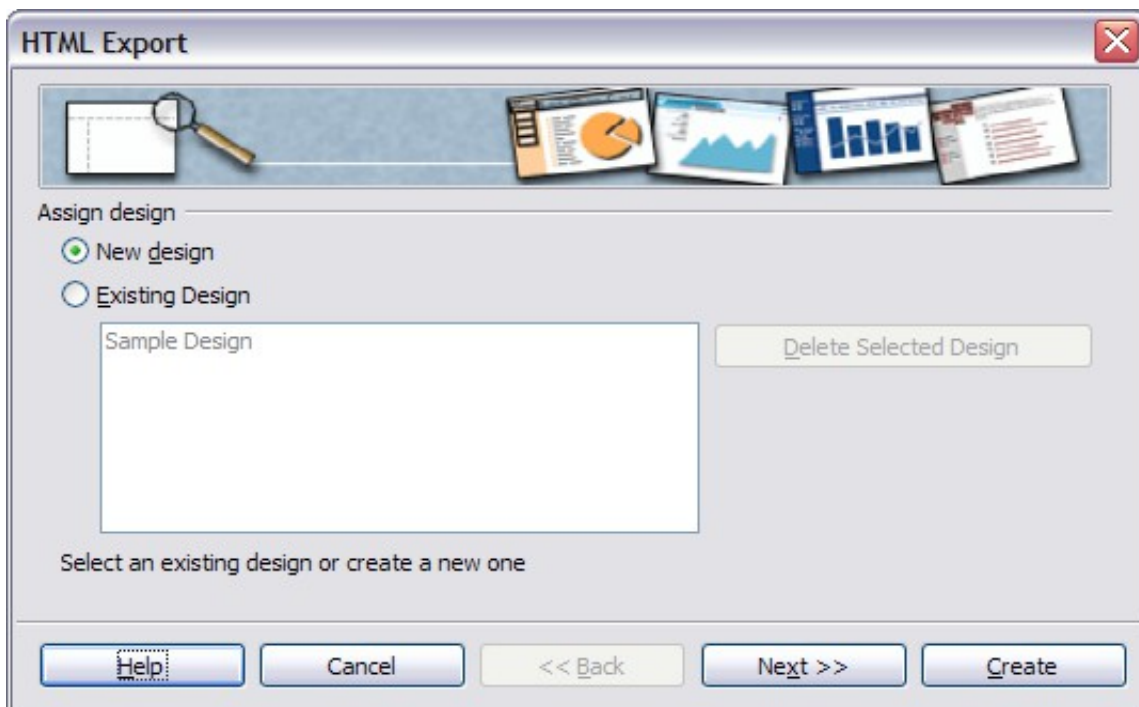 HTML Export
Assign design
New design
Existing Design
Sample Design
Delete Selected Design
Select an existing design or create a new one
Help
Cancel
<< Back
Next >>
Create